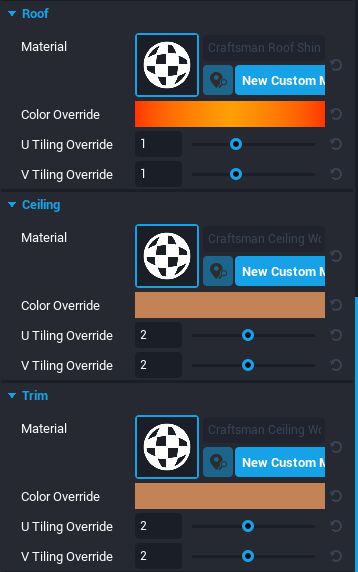 Roof
Material
Craftsman Roof Shin
New Custom M
Color Override
U Tiling Override 1
V Tiling Override 1
Ceiling
Material
Craftsman Ceiling Wo
New Custom M
Color Override
U Tiling Override 2
V Tiling Override 2
Trim
Material
Craftsman Ceiling Wo
New Custom M
Color Override
U Tiling Override 2
V Tiling Override 2